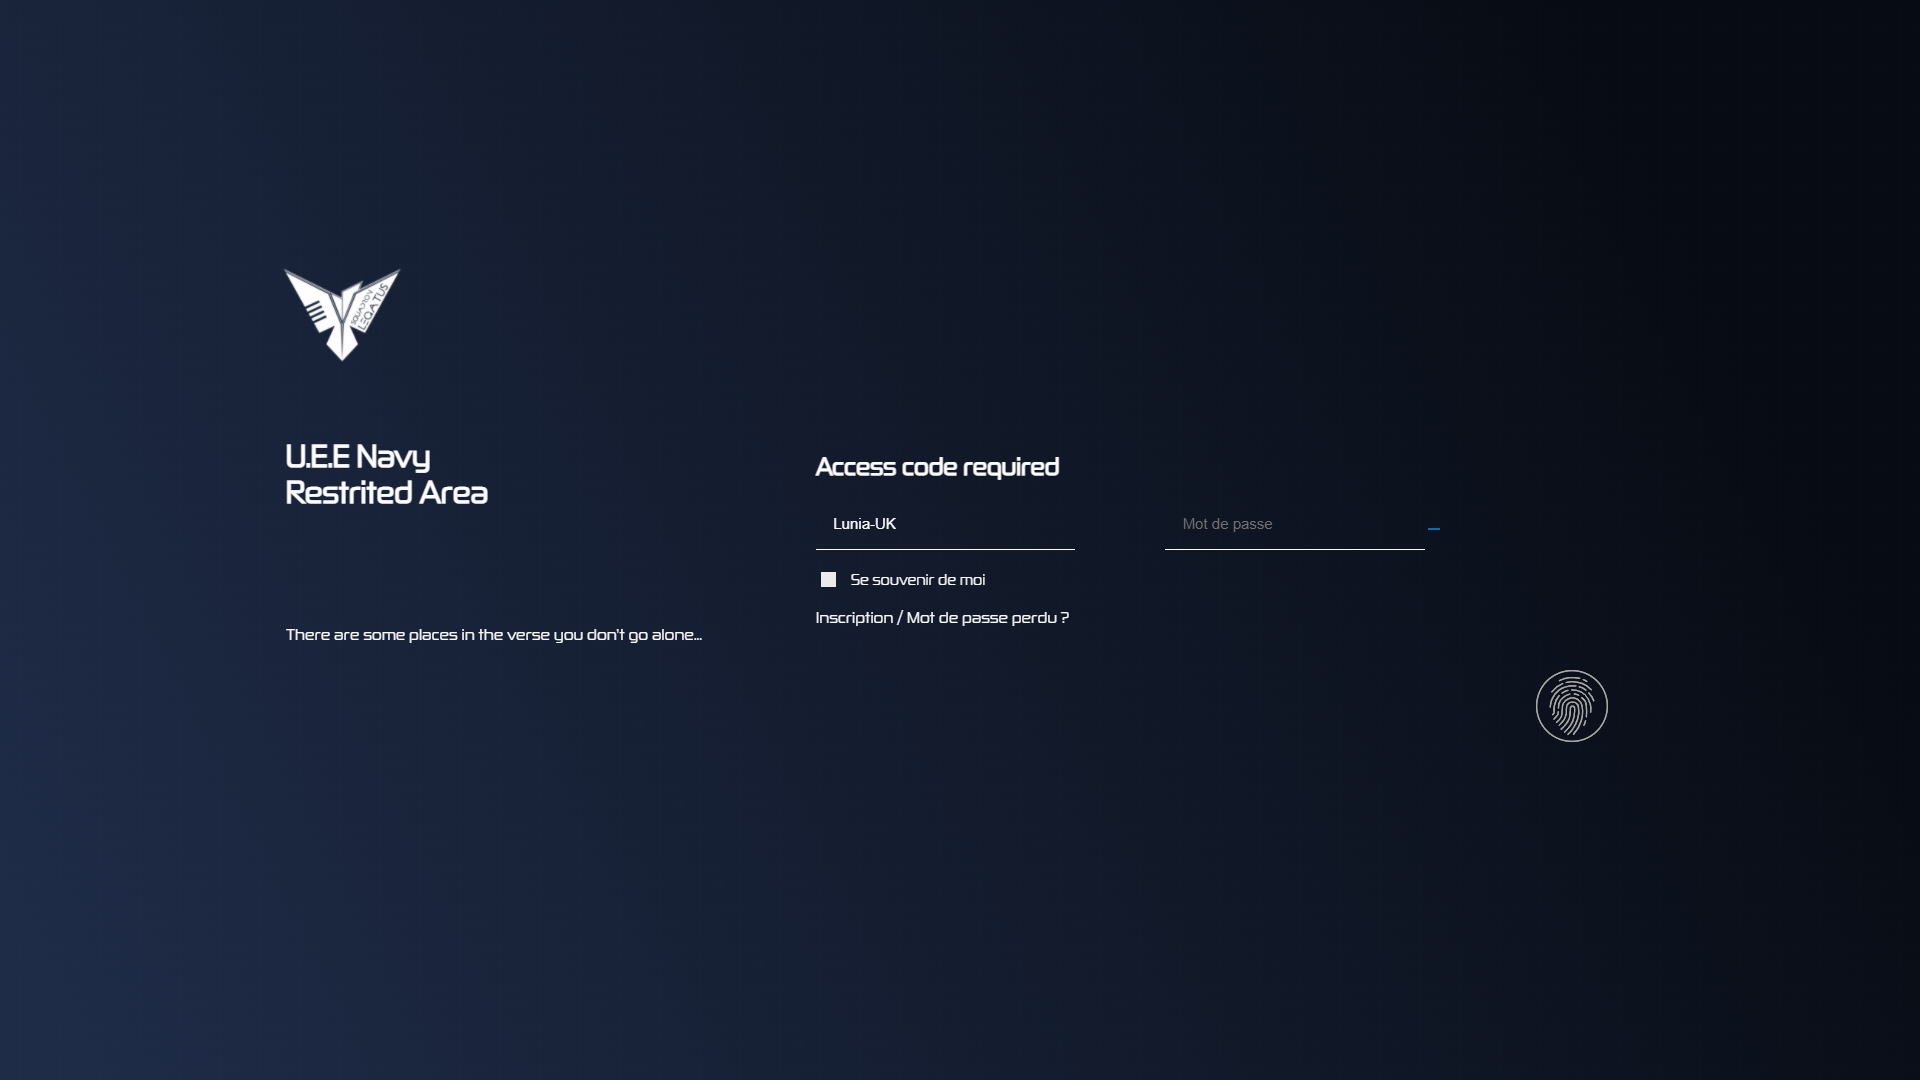 SQUADRON
LEGATUS
U.E.E Navy
Restrited Area
There are some places in the verse you don't go alone...
Access code required
Lunia-UK
Mot de passe
Se souvenir de moi
Inscription / Mot de passe perdu ?